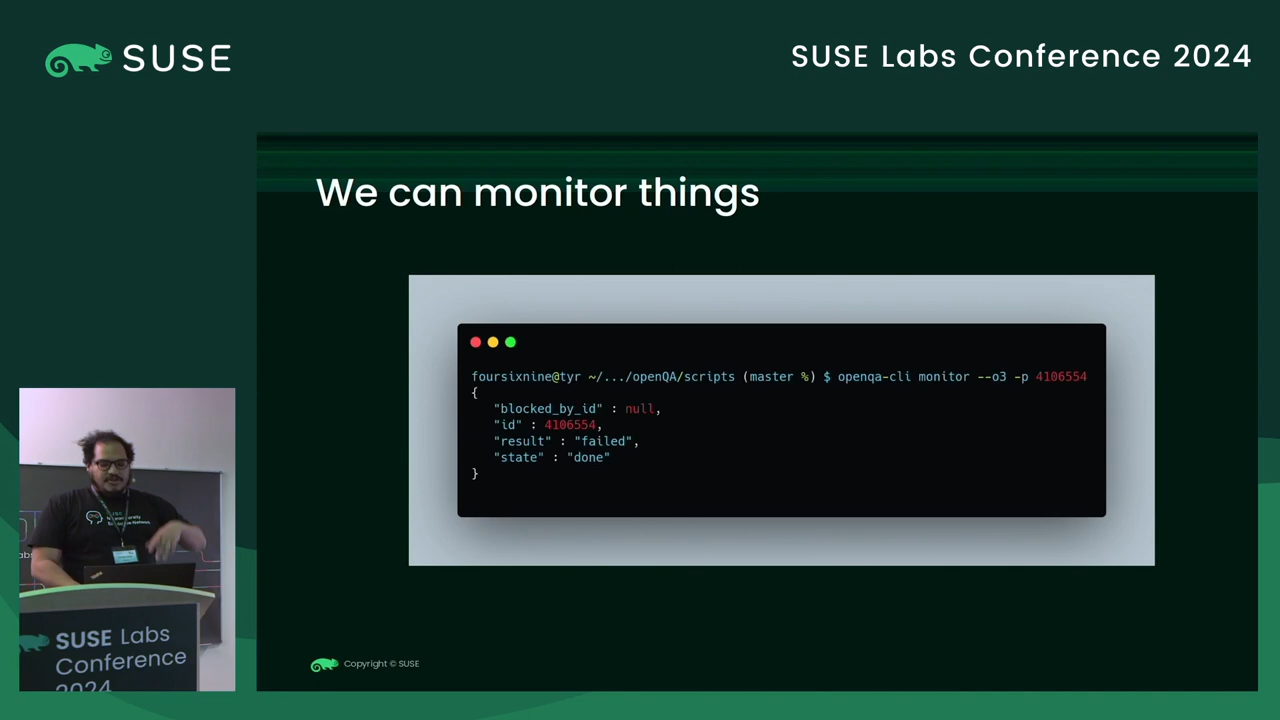 SUSE
SUSE Labs Conference 2024
We can monitor things
foursixnine@tyr ~/.../openQA/scripts (master %) $ openqa-cli monitor --o3 -p 4106554
{
"blocked_by_id" : null,
"id" : 4106554,
"result" : "failed",
"state" : "done"
}
Copyright © SUSE
SUSE Labs
Conference
2024